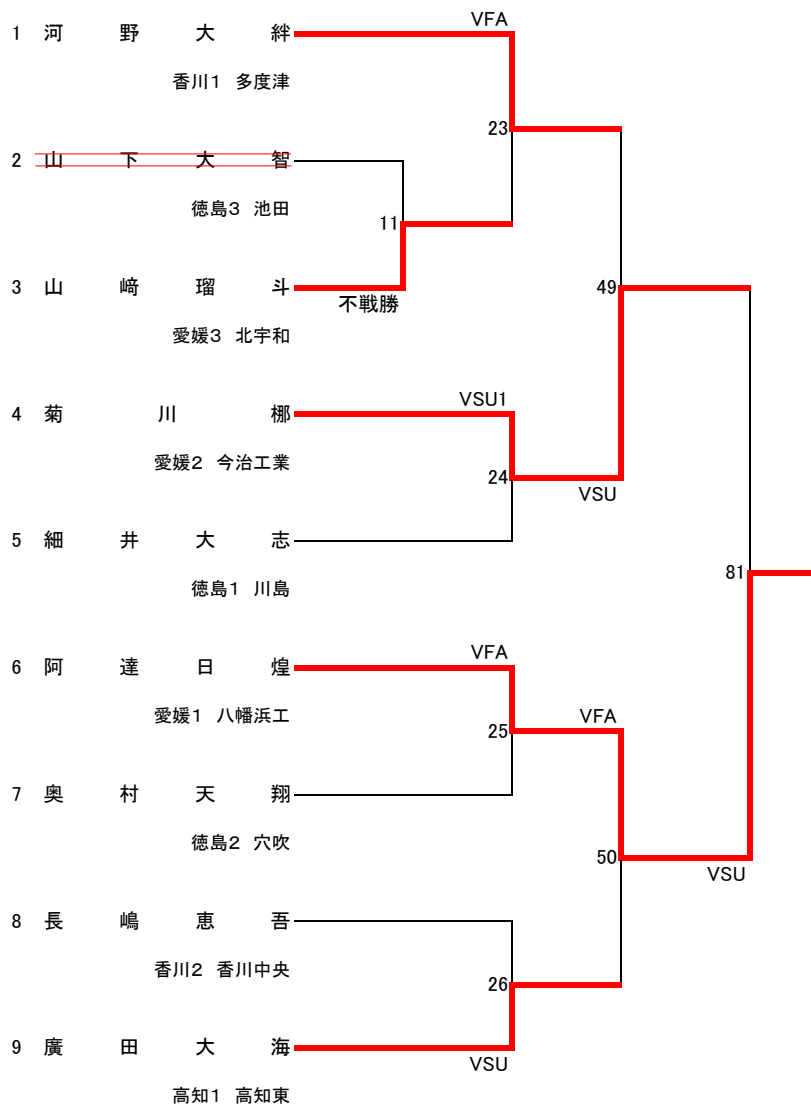 VFA
1 河野大絆
香川1 多度津
23
2 山下大智
徳島3 池田
11
3 山﨑瑠斗
不戦勝
49
愛媛3 北宇和
VSU1
4 菊川梛
愛媛2 今治工業
24
VSU
5 細井大志
徳島1 川島
81
VFA
6 阿達日煌
愛媛1 八幡浜工
VFA
25
7 奥村天翔
徳島2 穴吹
50
VSU
8 長嶋恵吾
香川2 香川中央
26
9 廣田大海
VSU
高知1 高知東